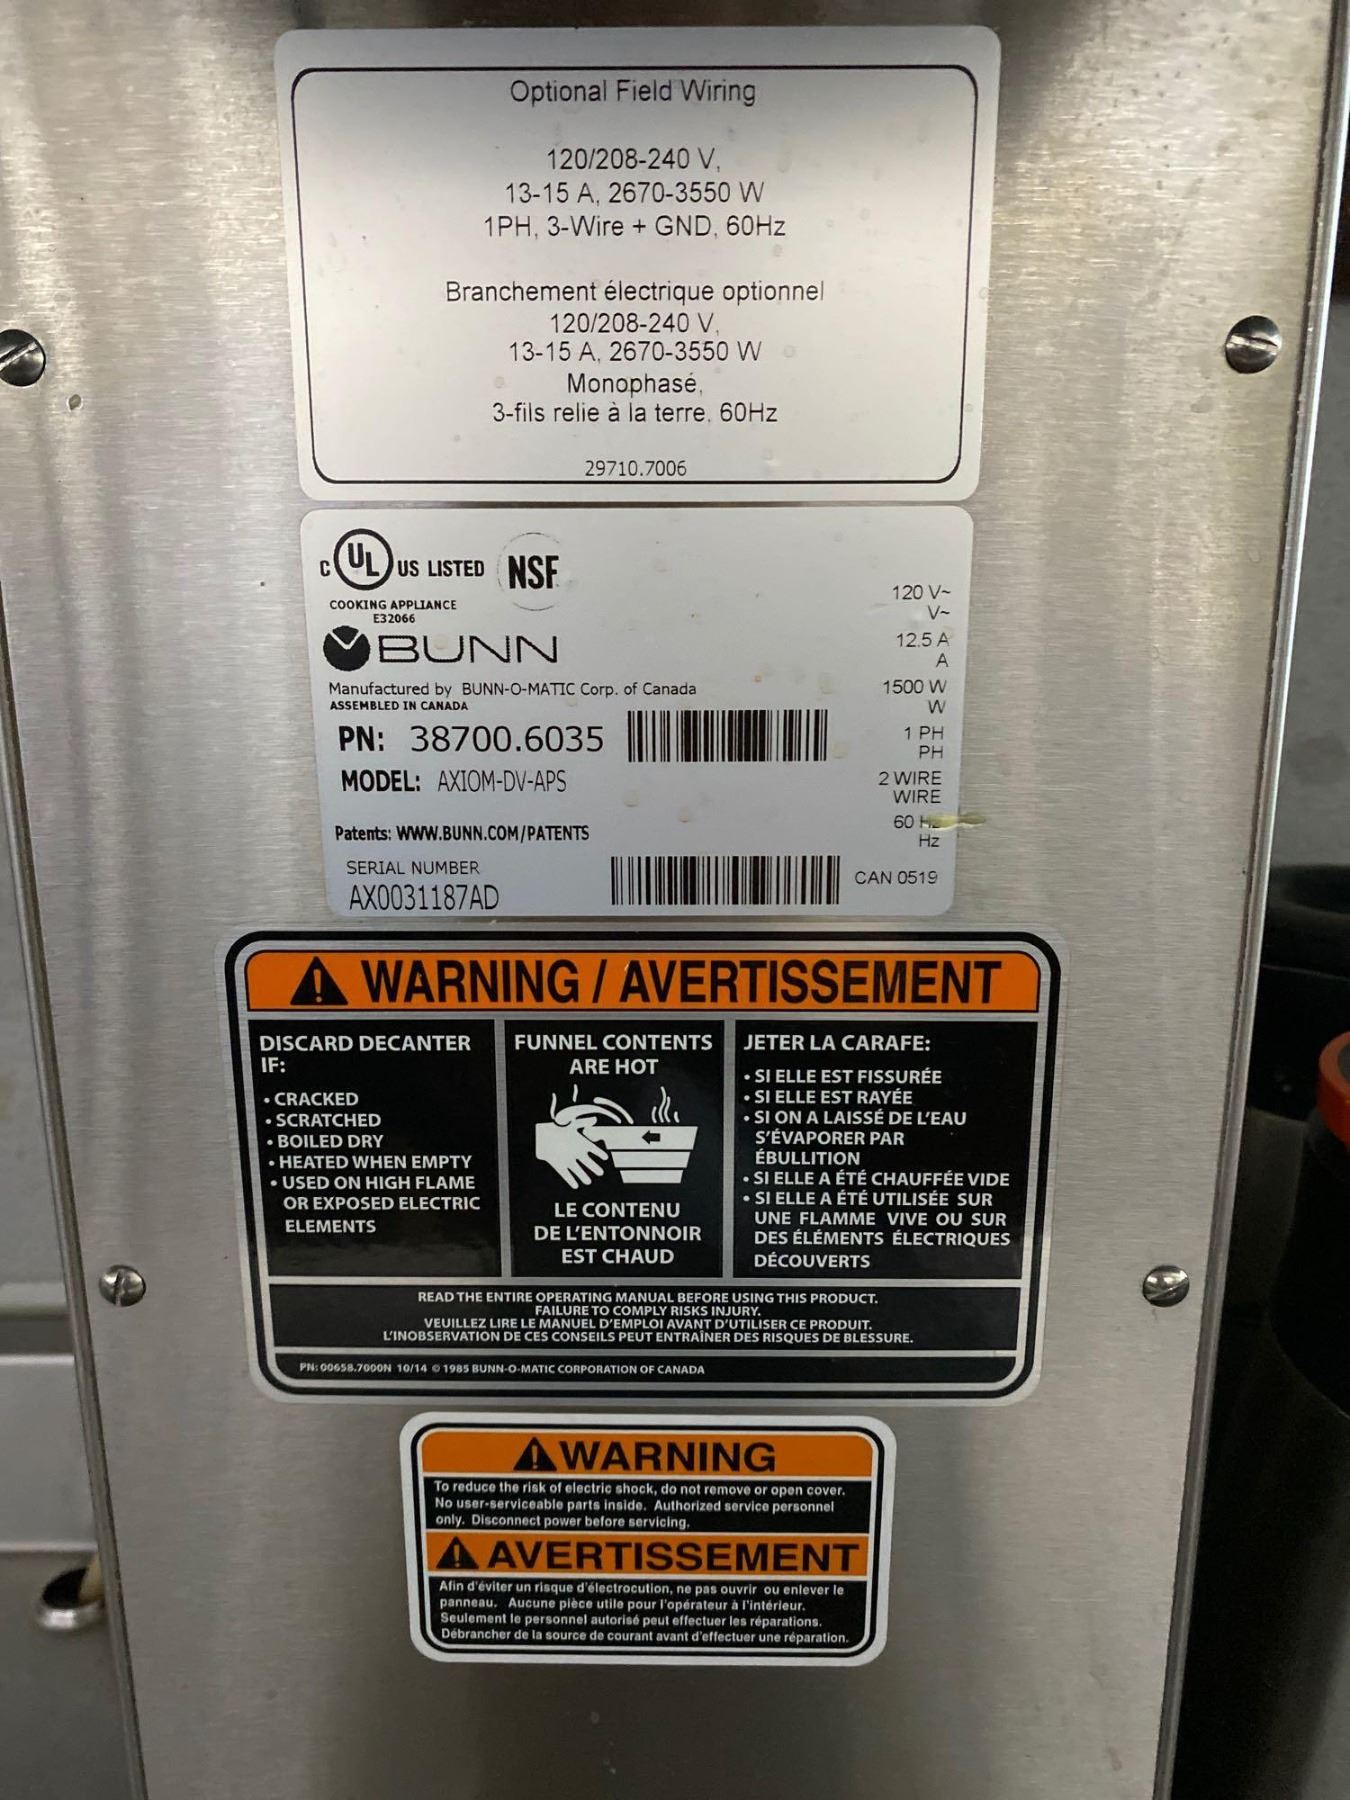 Optional Field Wiring
120/208-240 V,
13-15 A, 2670-3550 W
1PH, 3-Wire + GND, 60Hz
Branchement électrique optionnel
120/208-240 V,
13-15 A, 2670-3550 W
Monophasé,
3-fils relie à la terre, 60Hz
29710.7006
C UL US LISTED NSF
COOKING APPLIANCE
E32066
BUNN
Manufactured by BUNN-O-MATIC Corp. of Canada
ASSEMBLED IN CANADA
PN: 38700.6035
MODEL: AXIOM-DV-APS
Patents: WWW.BUNN.COM/PATENTS
SERIAL NUMBER
AX0031187AD
120 V~
V~
12.5 A
A
1500 W
W
1 PH
PH
2 WIRE
WIRE
60 Hz
Hz
CAN 0519
WARNING / AVERTISSEMENT
DISCARD DECANTER
IF:
• CRACKED
• SCRATCHED
• BOILED DRY
• HEATED WHEN EMPTY
• USED ON HIGH FLAME
OR EXPOSED ELECTRIC
ELEMENTS
FUNNEL CONTENTS
ARE HOT
LE CONTENU
DE L'ENTONNOIR
EST CHAUD
JETER LA CARAFE:
• SI ELLE EST FISSURÉE
• SI ELLE EST RAYÉE
• SI ON A LAISSÉ DE L'EAU
S'ÉVAPORER PAR
ÉBULLITION
• SI ELLE A ÉTÉ CHAUFFÉE VIDE
• SI ELLE A ÉTÉ UTILISÉE SUR
UNE FLAMME VIVE OU SUR
DES ÉLÉMENTS ÉLECTRIQUES
DÉCOUVERTS
READ THE ENTIRE OPERATING MANUAL BEFORE USING THIS PRODUCT.
FAILURE TO COMPLY RISKS INJURY.
VEUILLEZ LIRE LE MANUEL D'EMPLOI AVANT D'UTILISER CE PRODUIT.
L'INOBSERVATION DE CES CONSEILS PEUT ENTRAÎNER DES RISQUES DE BLESSURE.
PN: 00658.7000N 10/14 © 1985 BUNN-O-MATIC CORPORATION OF CANADA
WARNING
To reduce the risk of electric shock, do not remove or open cover.
No user-serviceable parts inside. Authorized service personnel
only. Disconnect power before servicing.
AVERTISSEMENT
Afin d'éviter un risque d'électrocution, ne pas ouvrir ou enlever le
panneau. Aucune pièce utile pour l'opérateur à l'intérieur.
Seulement le personnel autorisé peut effectuer les réparations.
Débrancher de la source de courant avant d'effectuer une réparation.